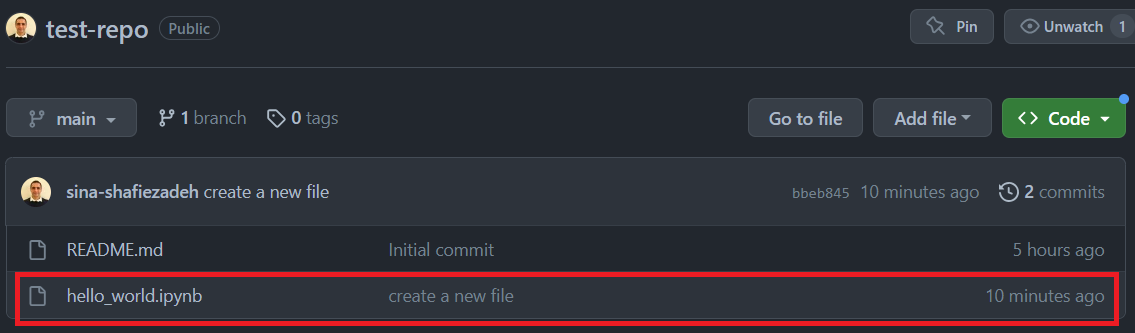 test-repo Public Pin Unwatch 1
main 1 branch 0 tags Go to file Add file <> Code
sina-shafiezadeh create a new file bbeb845 10 minutes ago 2 commits
README.md Initial commit 5 hours ago
hello_world.ipynb create a new file 10 minutes ago